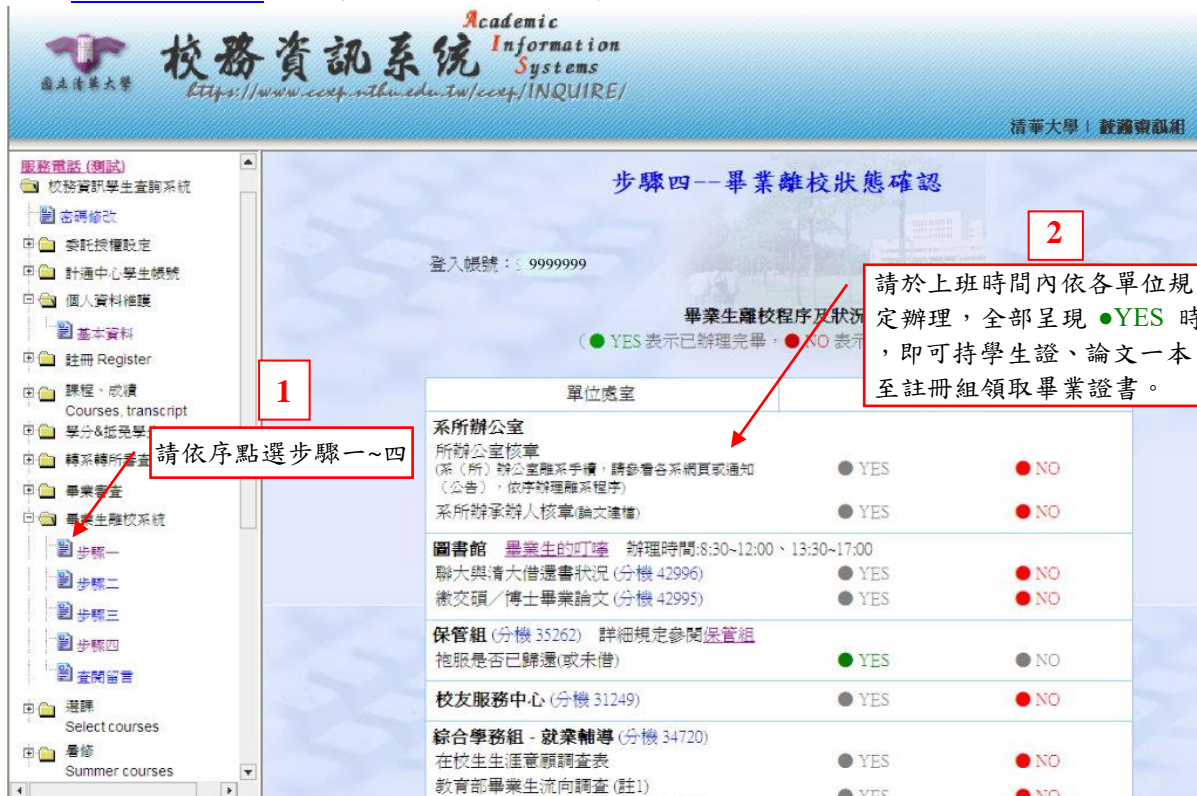 Academic
Information
Systems
校務資訊系統
國立清華大學
https://www.ccxp.nthu.edu.tw/ccxp/INQUIRE/
清華大學 |
服務電話 (測試)
校務資訊學生查詢系統
密碼修改
委託授權設定
計通中心學生帳號
個人資料維護
基本資料
註冊 Register
課程、成績
Courses, transcript
學分&抵免學
轉系轉所審查
畢業審查
畢業生離校系統
步驟一
步驟二
步驟三
步驟四
查閱留言
選課
Select courses
暑修
Summer courses
1
請依序點選步驟一~四
步驟四--畢業離校狀態確認
登入帳號： 9999999
2
請於上班時間內依各單位規
定辦理，全部呈現 ●YES 時
，即可持學生證、論文一本
至註冊組領取畢業證書。
畢業生離校程序及狀況
（● YES 表示已辦理完畢，● NO 表示
單位處室
系所辦公室
所辦公室核章
(系（所）辦公室離系手續，請參看各系網頁或通知 ● YES ● NO
（公告），依序辦理離系程序)
系所辦承辦人核章(論文建檔) ● YES ● NO
圖書館 畢業生的叮嚀 辦理時間:8:30~12:00、13:30~17:00
聯大與清大借還書狀況 (分機 42996) ● YES ● NO
繳交碩／博士畢業論文 (分機 42995) ● YES ● NO
保管組 (分機 35262) 詳細規定參閱保管組
袍服是否已歸還(或未借) ● YES ● NO
校友服務中心 (分機 31249) ● YES ● NO
綜合學務組 - 就業輔導 (分機 34720)
在校生生涯意願調查表 ● YES ● NO
教育部畢業生流向調查 (註1) ● YES ● NO